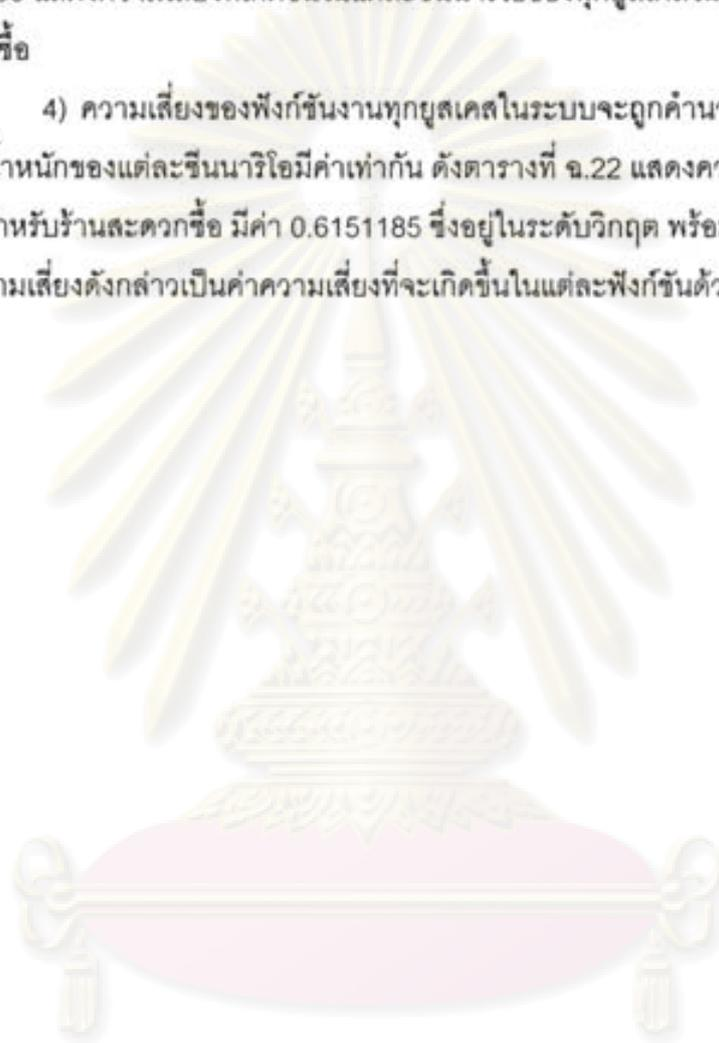 ซื้อ
4) ความเสี่ยงของฟังก์ชันงานทุกยูสเคสในระบบจะถูกคำน
้ำหนักของแต่ละซีนนาริโอมีค่าเท่ากัน ดังตารางที่ ฉ.22 แสดงคว
ำหรับร้านสะดวกซื้อ มีค่า 0.6151185 ซึ่งอยู่ในระดับวิกฤต พร้อ
ามเสี่ยงดังกล่าวเป็นค่าความเสี่ยงที่จะเกิดขึ้นในแต่ละฟังก์ชันด้ว